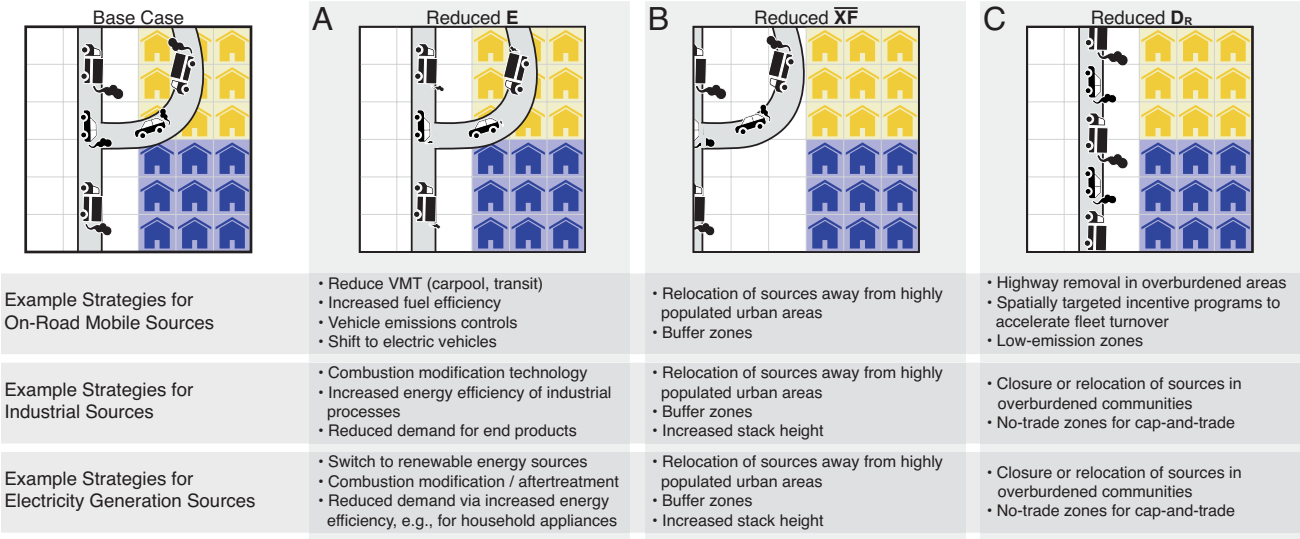 Base Case
A
Reduced E
B
Reduced X̅F̅
C
Reduced DR
Example Strategies for
On-Road Mobile Sources
• Reduce VMT (carpool, transit)
• Increased fuel efficiency
• Vehicle emissions controls
• Shift to electric vehicles
• Relocation of sources away from highly
populated urban areas
• Buffer zones
• Highway removal in overburdened areas
• Spatially targeted incentive programs to
accelerate fleet turnover
• Low-emission zones
Example Strategies for
Industrial Sources
• Combustion modification technology
• Increased energy efficiency of industrial
processes
• Reduced demand for end products
• Relocation of sources away from highly
populated urban areas
• Buffer zones
• Increased stack height
• Closure or relocation of sources in
overburdened communities
• No-trade zones for cap-and-trade
Example Strategies for
Electricity Generation Sources
• Switch to renewable energy sources
• Combustion modification / aftertreatment
• Reduced demand via increased energy
efficiency, e.g., for household appliances
• Relocation of sources away from highly
populated urban areas
• Buffer zones
• Increased stack height
• Closure or relocation of sources in
overburdened communities
• No-trade zones for cap-and-trade